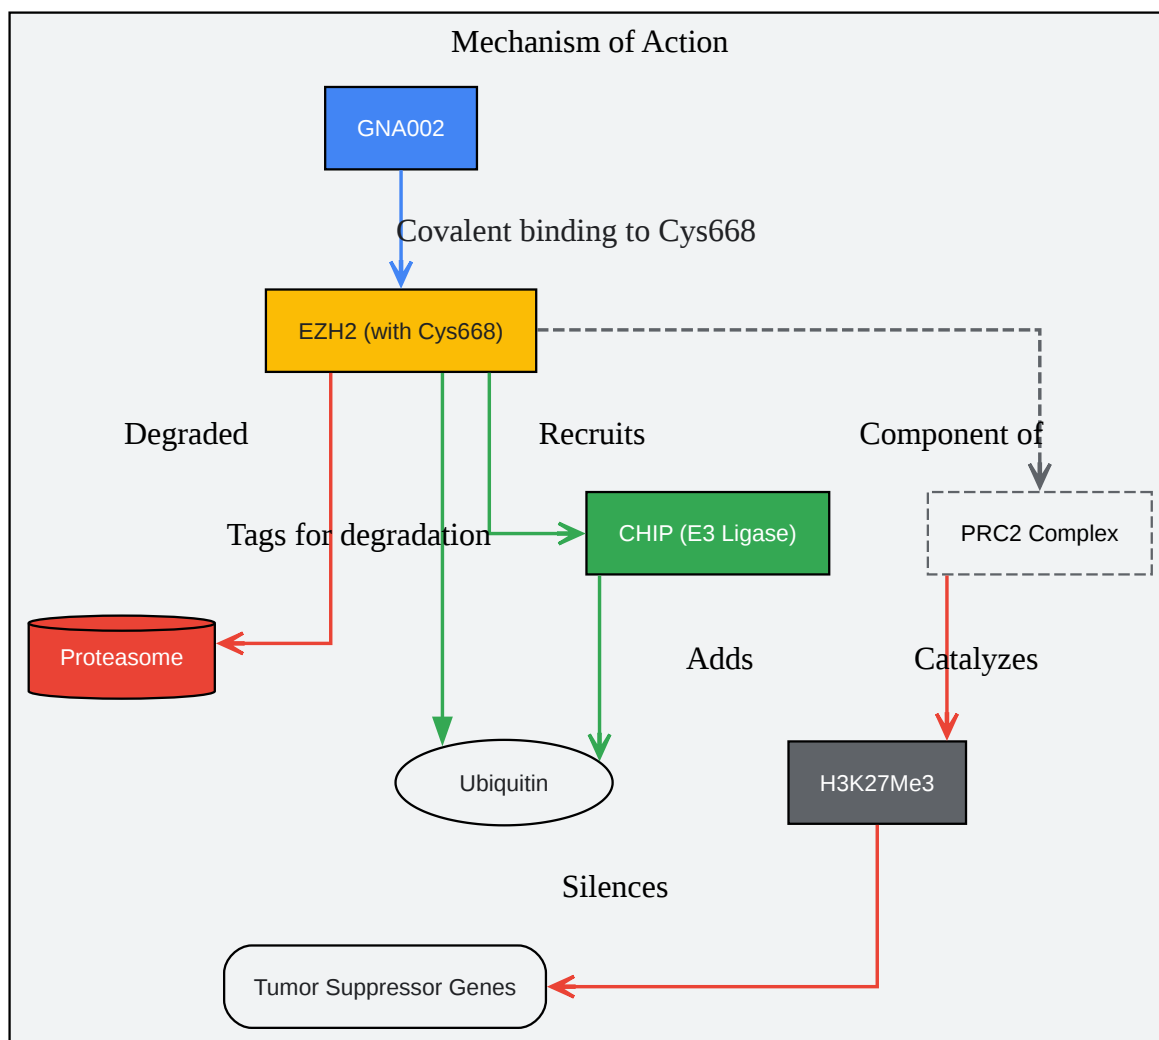 Mechanism of Action
GNA002
Covalent binding to Cys668
EZH2 (with Cys668)
Degraded
Recruits
Component of
Tags for degradation
CHIP (E3 Ligase)
PRC2 Complex
Proteasome
Adds
Catalyzes
Ubiquitin
H3K27Me3
Silences
Tumor Suppressor Genes